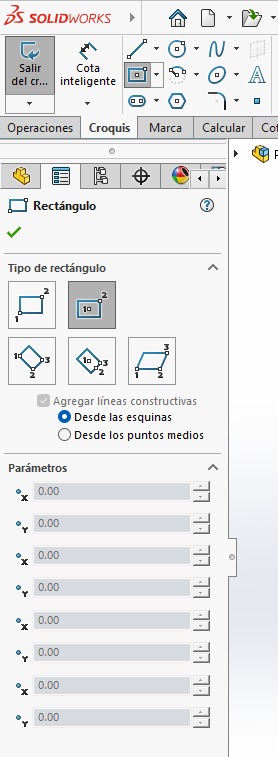 SOLIDWORKS
Salir
del cr...
Cota
inteligente
Operaciones
Croquis
Marca
Calcular
Cot
Rectángulo
Tipo de rectángulo
Agregar líneas constructivas
Desde las esquinas
Desde los puntos medios
Parámetros
X 0.00
Y 0.00
X 0.00
Y 0.00
X 0.00
Y 0.00
X 0.00
Y 0.00